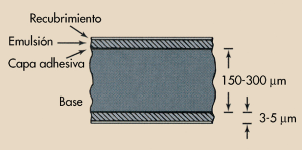 Recubrimiento
Emulsión
Capa adhesiva
150-300 μm
Base
3-5 μm